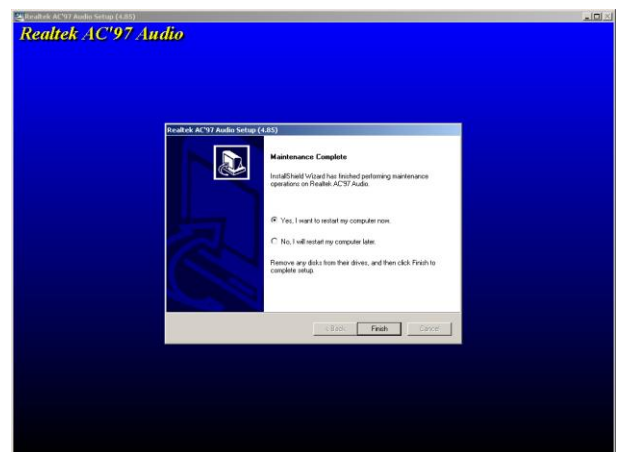 Realtek AC'97 Audio Setup (4.85)
Realtek AC'97 Audio
Realtek AC'97 Audio Setup (4.85)
Maintenance Complete
InstallShield Wizard has finished performing maintenance
operations on Realtek AC'97 Audio.
Yes, I want to restart my computer now.
No, I will restart my computer later.
Remove any disks from their drives, and then click Finish to
complete setup.
< Back
Finish
Cancel